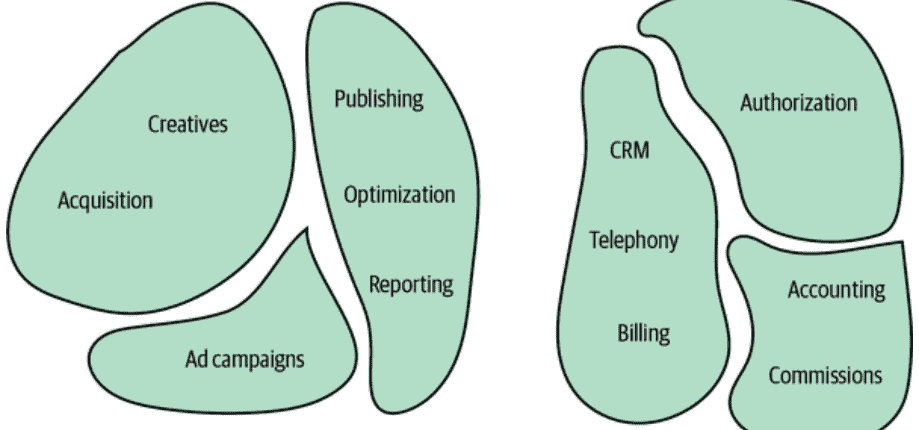 Creatives
Acquisition
Ad campaigns
Publishing
Optimization
Reporting
CRM
Telephony
Billing
Authorization
Accounting
Commissions